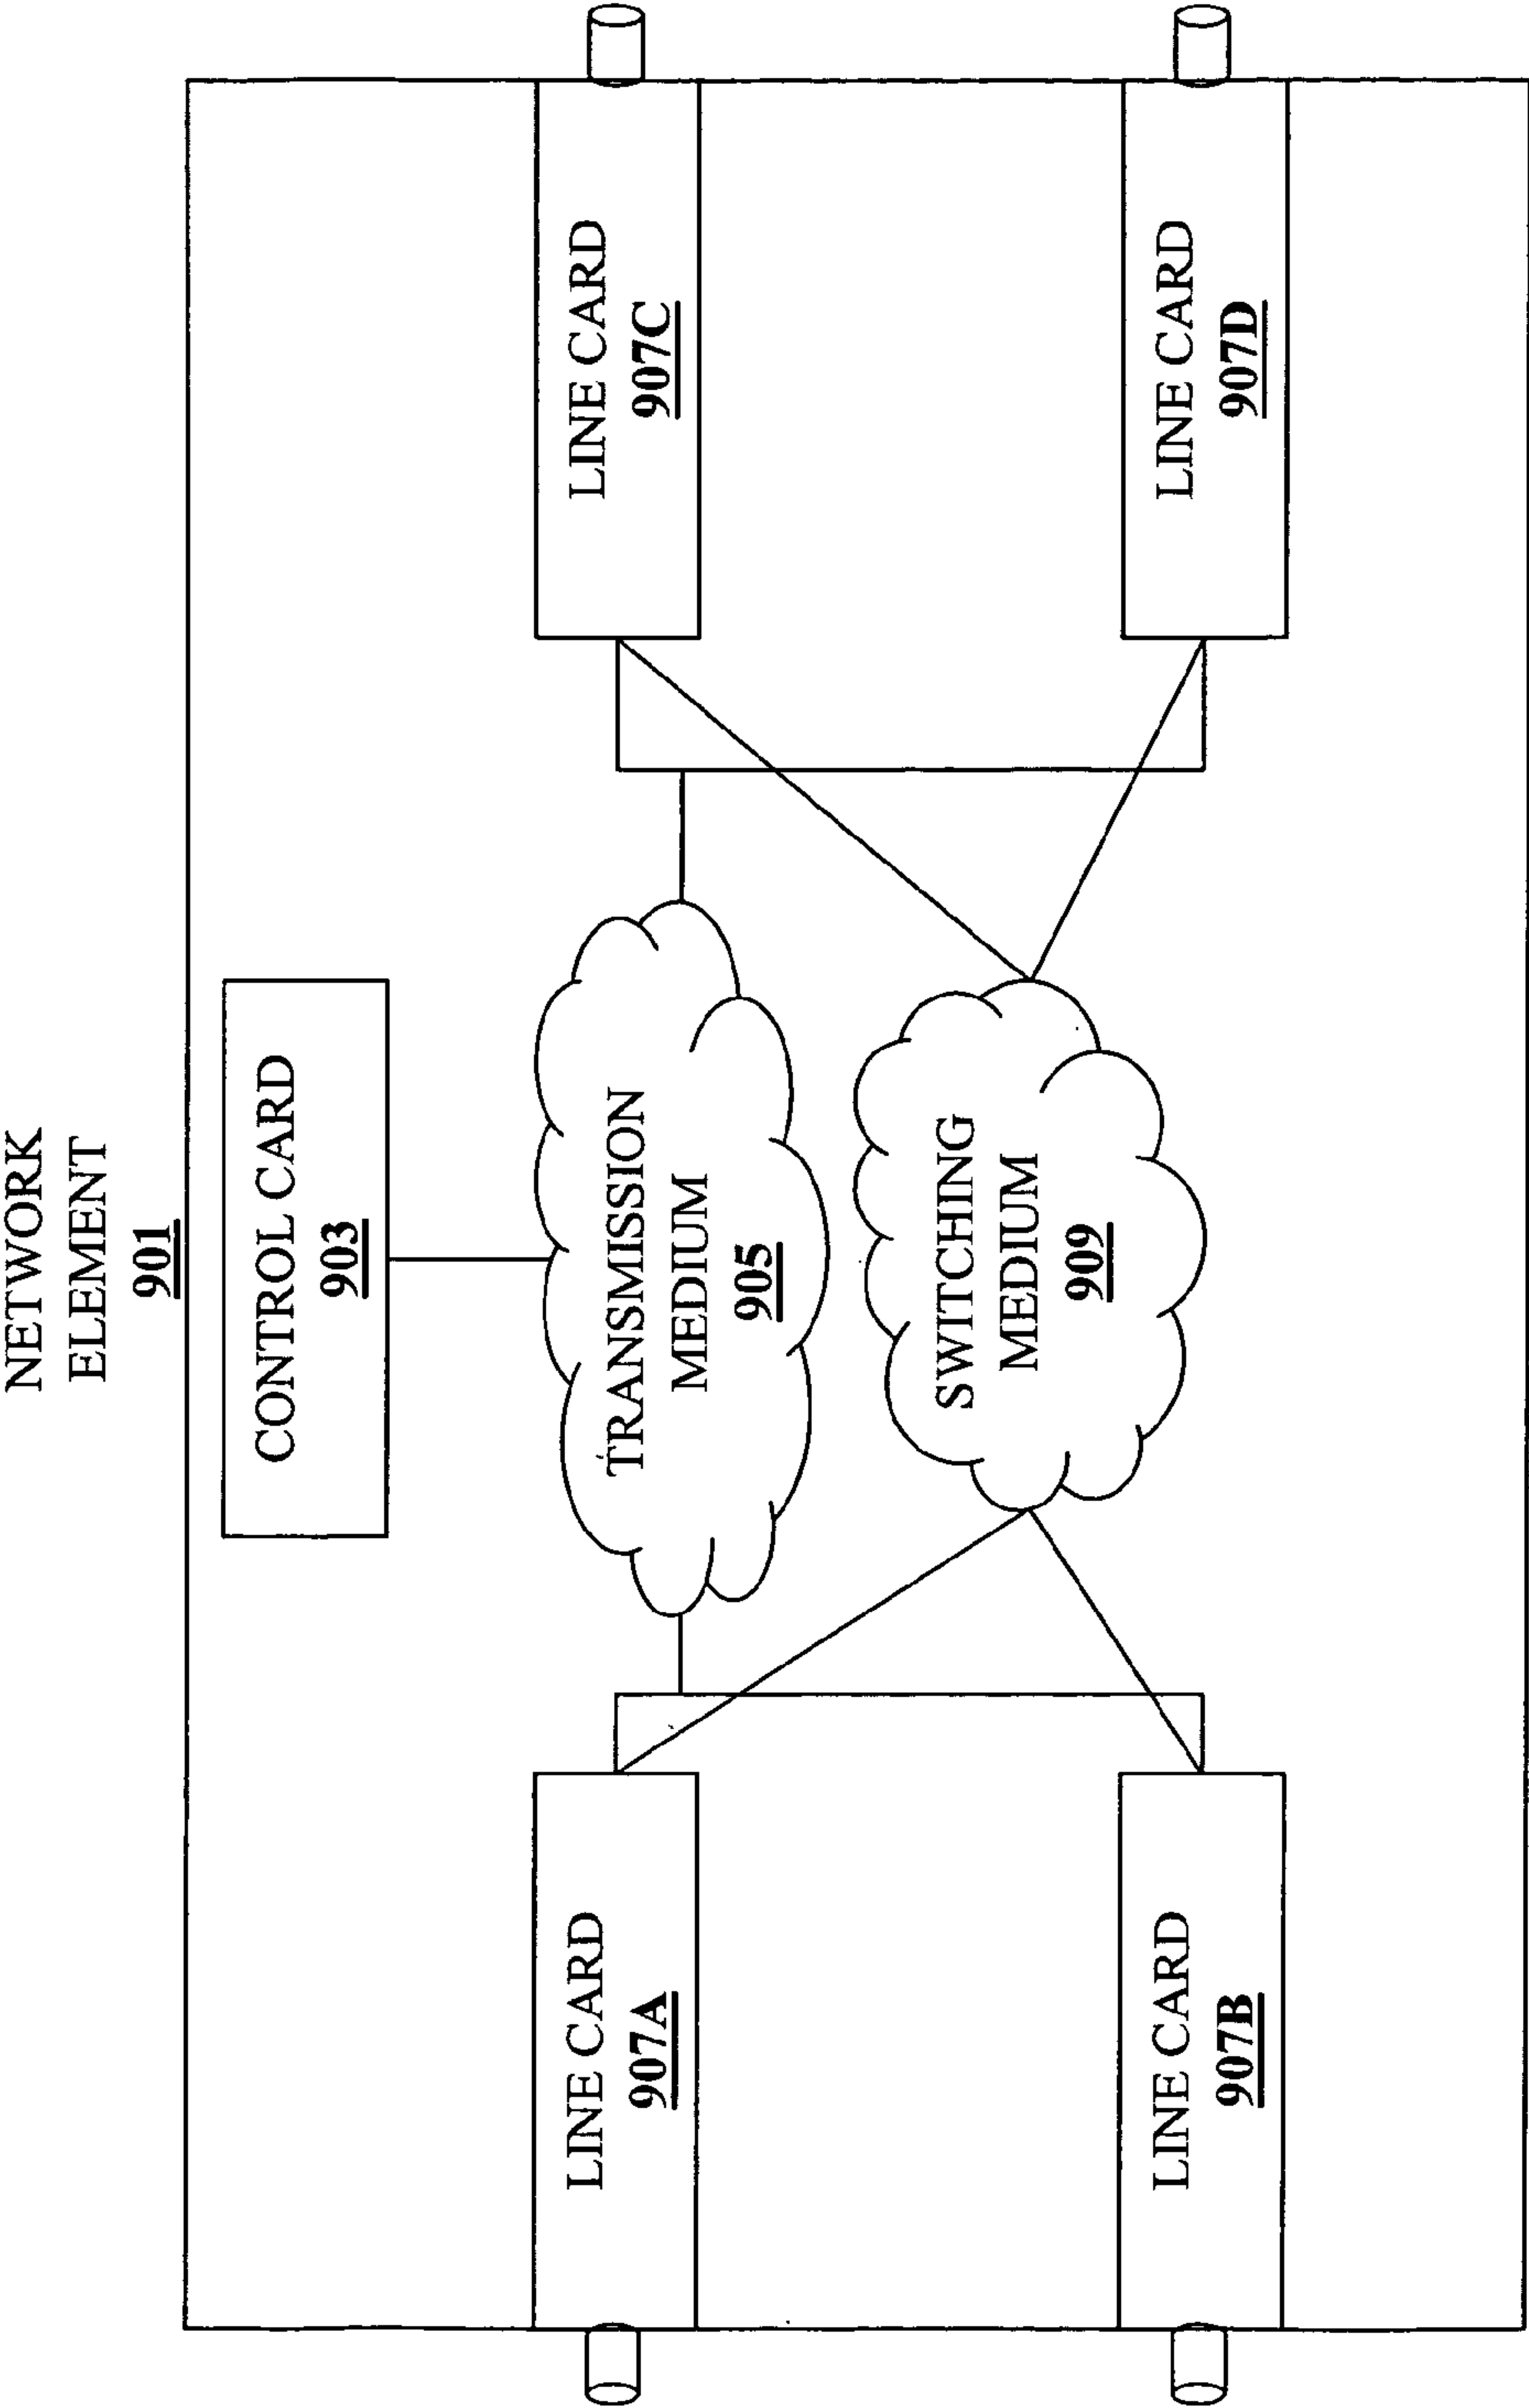 NETWORK
ELEMENT
901
CONTROL CARD
903
LINE CARD
907A
TRANSMISSION
MEDIUM
905
LINE CARD
907C
SWITCHING
MEDIUM
909
LINE CARD
907B
LINE CARD
907D